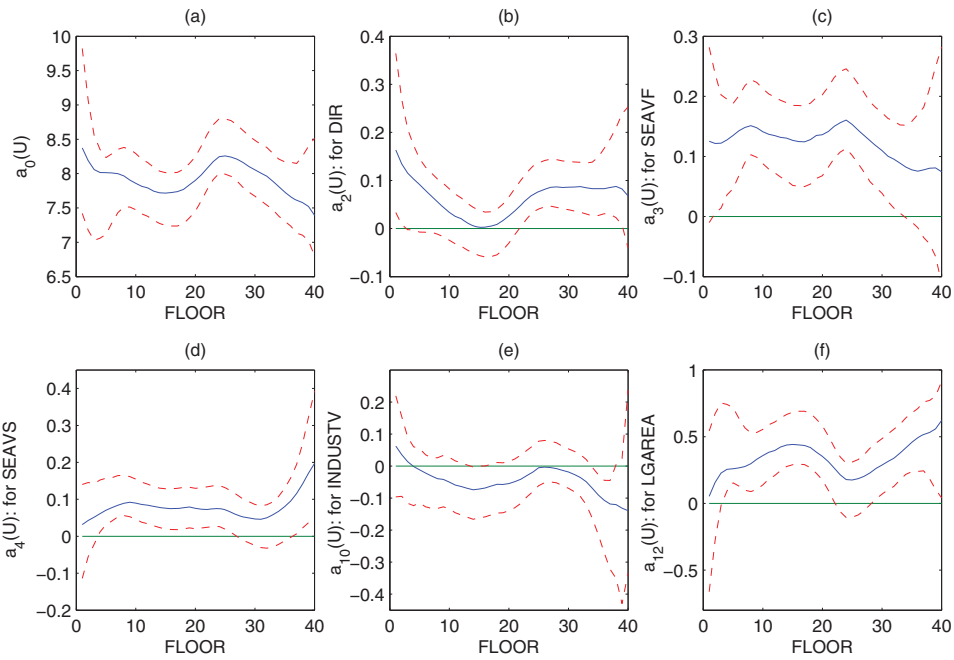 (a)
10
9.5
9
8.5
8
7.5
7
6.5
0 10 20 30 40
FLOOR
a0(U)
(b)
0.4
0.3
0.2
0.1
0
−0.1
0 10 20 30 40
FLOOR
a2(U): for DIR
(c)
0.3
0.2
0.1
0
−0.1
0 10 20 30 40
FLOOR
a3(U): for SEAVF
(d)
0.4
0.3
0.2
0.1
0
−0.1
−0.2
0 10 20 30 40
FLOOR
a4(U): for SEAVS
(e)
0.2
0.1
0
−0.1
−0.2
−0.3
−0.4
0 10 20 30 40
FLOOR
a10(U): for INDUSTV
(f)
1
0.5
0
−0.5
0 10 20 30 40
FLOOR
a12(U): for LGAREA